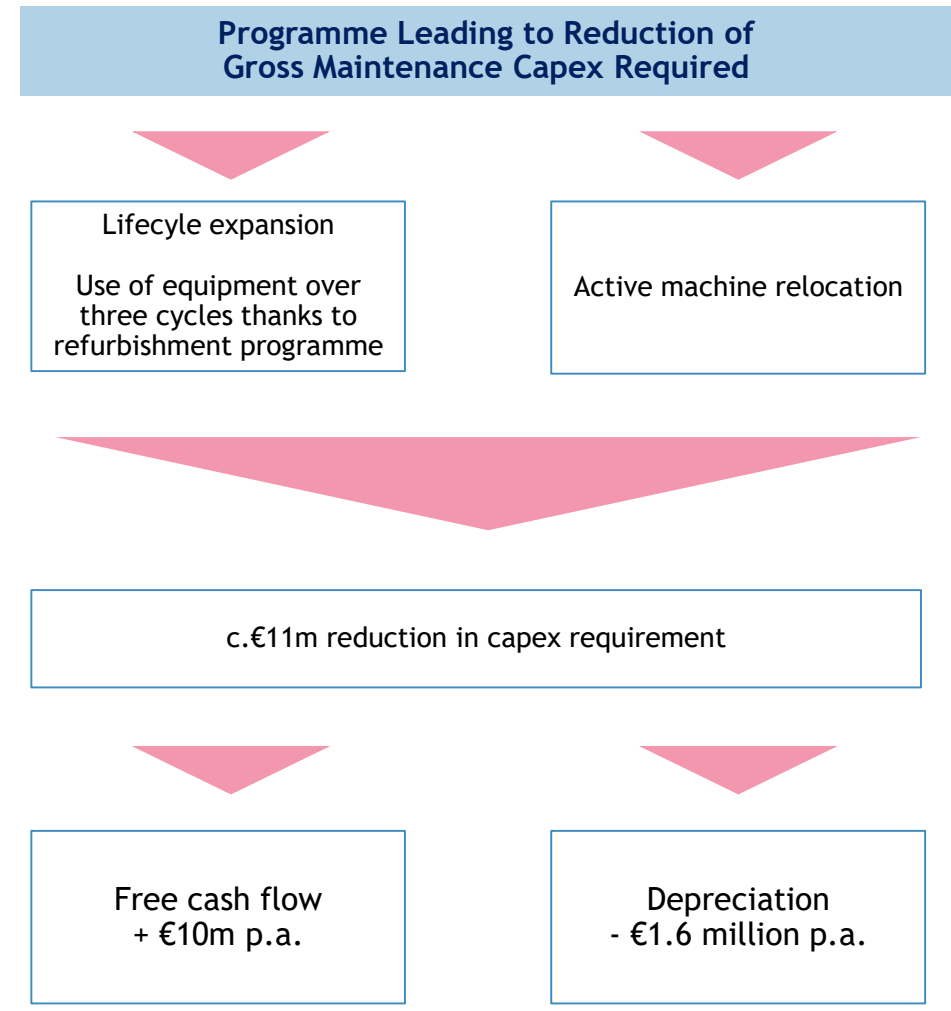 Programme Leading to Reduction of
Gross Maintenance Capex Required
Lifecyle expansion
Use of equipment over
three cycles thanks to
refurbishment programme
Active machine relocation
c.€11m reduction in capex requirement
Free cash flow
+ €10m p.a.
Depreciation
- €1.6 million p.a.